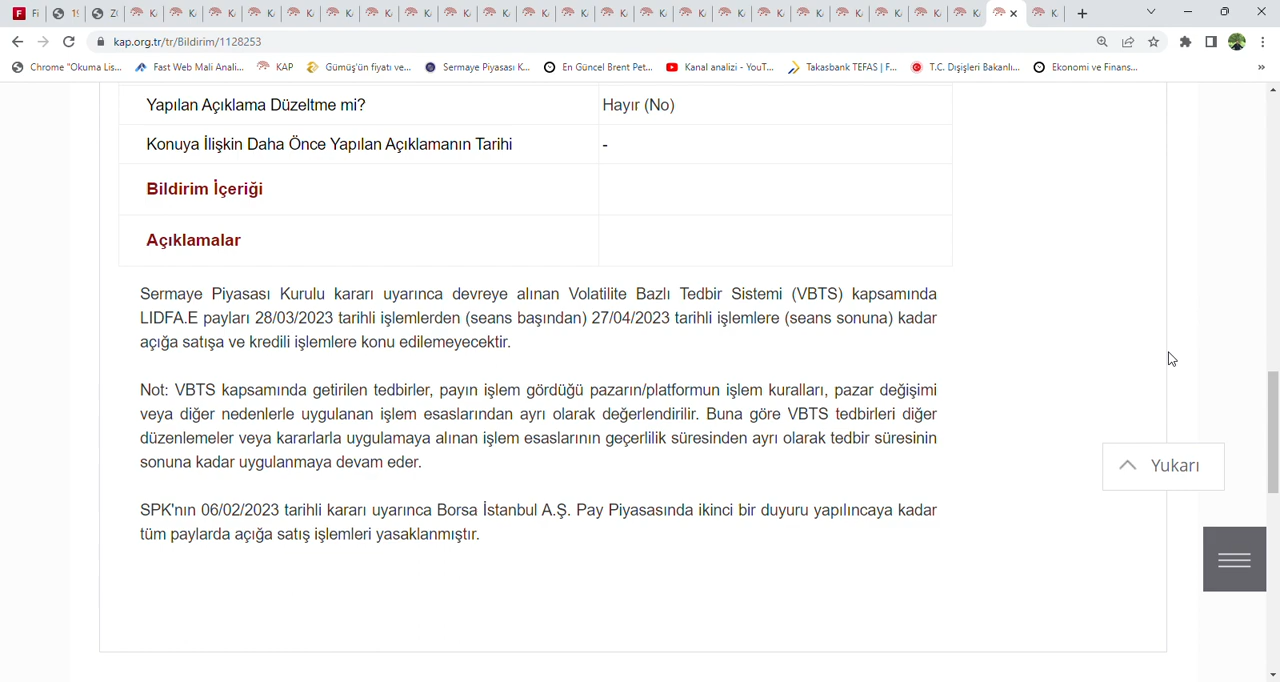 Fi
19
Z(
K
kap.org.tr/tr/Bildirim/1128253
Chrome "Okuma Lis...
Fast Web Mali Anali...
KAP
Gümüş'ün fiyatı ve...
Sermaye Piyasası K...
En Güncel Brent Pet...
Kanal analizi - YouT...
Takasbank TEFAS | F...
T.C. Dışişleri Bakanlı...
Ekonomi ve Finans...
»
Yapılan Açıklama Düzeltme mi? Hayır (No)
Konuya İlişkin Daha Önce Yapılan Açıklamanın Tarihi -
Bildirim İçeriği
Açıklamalar
Sermaye Piyasası Kurulu kararı uyarınca devreye alınan Volatilite Bazlı Tedbir Sistemi (VBTS) kapsamında
LIDFA.E payları 28/03/2023 tarihli işlemlerden (seans başından) 27/04/2023 tarihli işlemlere (seans sonuna) kadar
açığa satışa ve kredili işlemlere konu edilemeyecektir.
Not: VBTS kapsamında getirilen tedbirler, payın işlem gördüğü pazarın/platformun işlem kuralları, pazar değişimi
veya diğer nedenlerle uygulanan işlem esaslarından ayrı olarak değerlendirilir. Buna göre VBTS tedbirleri diğer
düzenlemeler veya kararlarla uygulamaya alınan işlem esaslarının geçerlilik süresinden ayrı olarak tedbir süresinin
sonuna kadar uygulanmaya devam eder.
Yukarı
SPK'nın 06/02/2023 tarihli kararı uyarınca Borsa İstanbul A.Ş. Pay Piyasasında ikinci bir duyuru yapılıncaya kadar
tüm paylarda açığa satış işlemleri yasaklanmıştır.